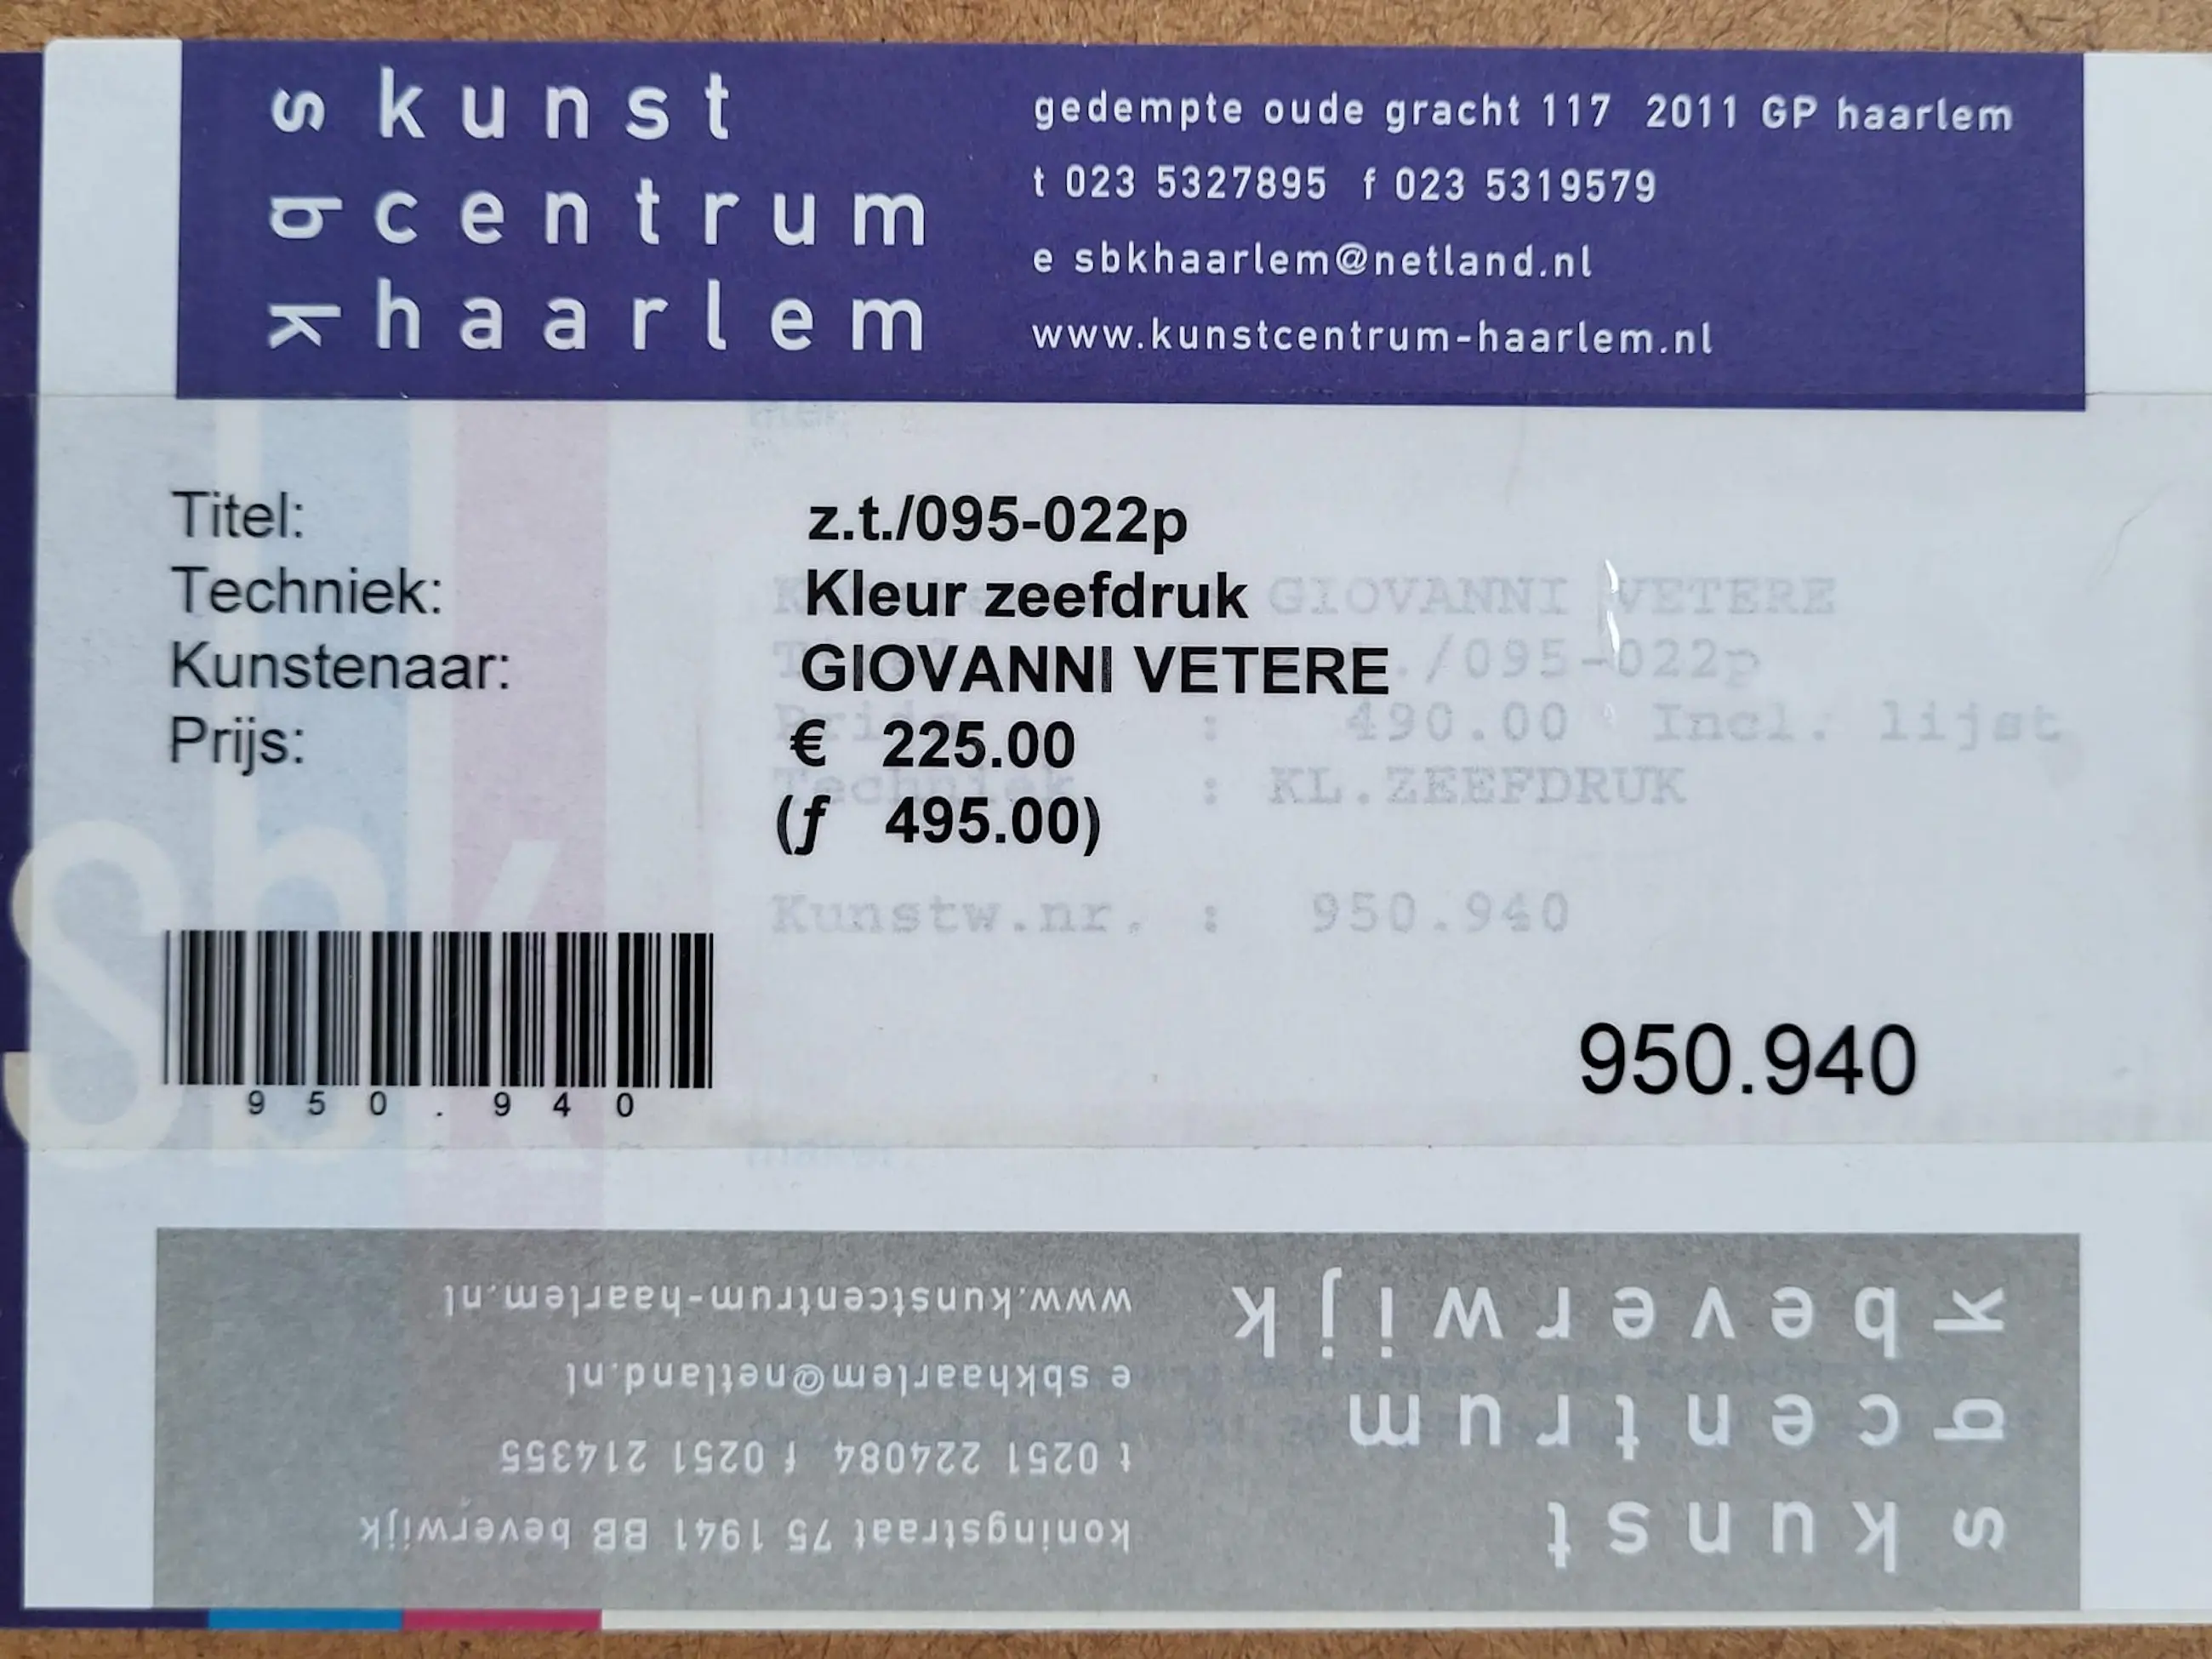 s kunst
b centrum
k haarlem
gedempte oude gracht 117 2011 GP haarlem
t 023 5327895 f 023 5319579
e sbkhaarlem@netland.nl
www.kunstcentrum-haarlem.nl
Titel: z.t./095-022p
Techniek: Kleur zeefdruk
Kunstenaar: GIOVANNI VETERE
Prijs: € 225.00
(ƒ 495.00)
GIOVANNI VETERE
./095-022p
Prijs : 490.00 Incl. lijst
Techniek : KL.ZEEFDRUK
Kunstw.nr. : 950.940
Sbk
950.940
950.940
maker
s kunst
b centrum
k beverwijk
koningstraat 75 1941 BB beverwijk
t 0251 224084 f 0251 214355
e sbkhaarlem@netland.nl
www.kunstcentrum-haarlem.nl